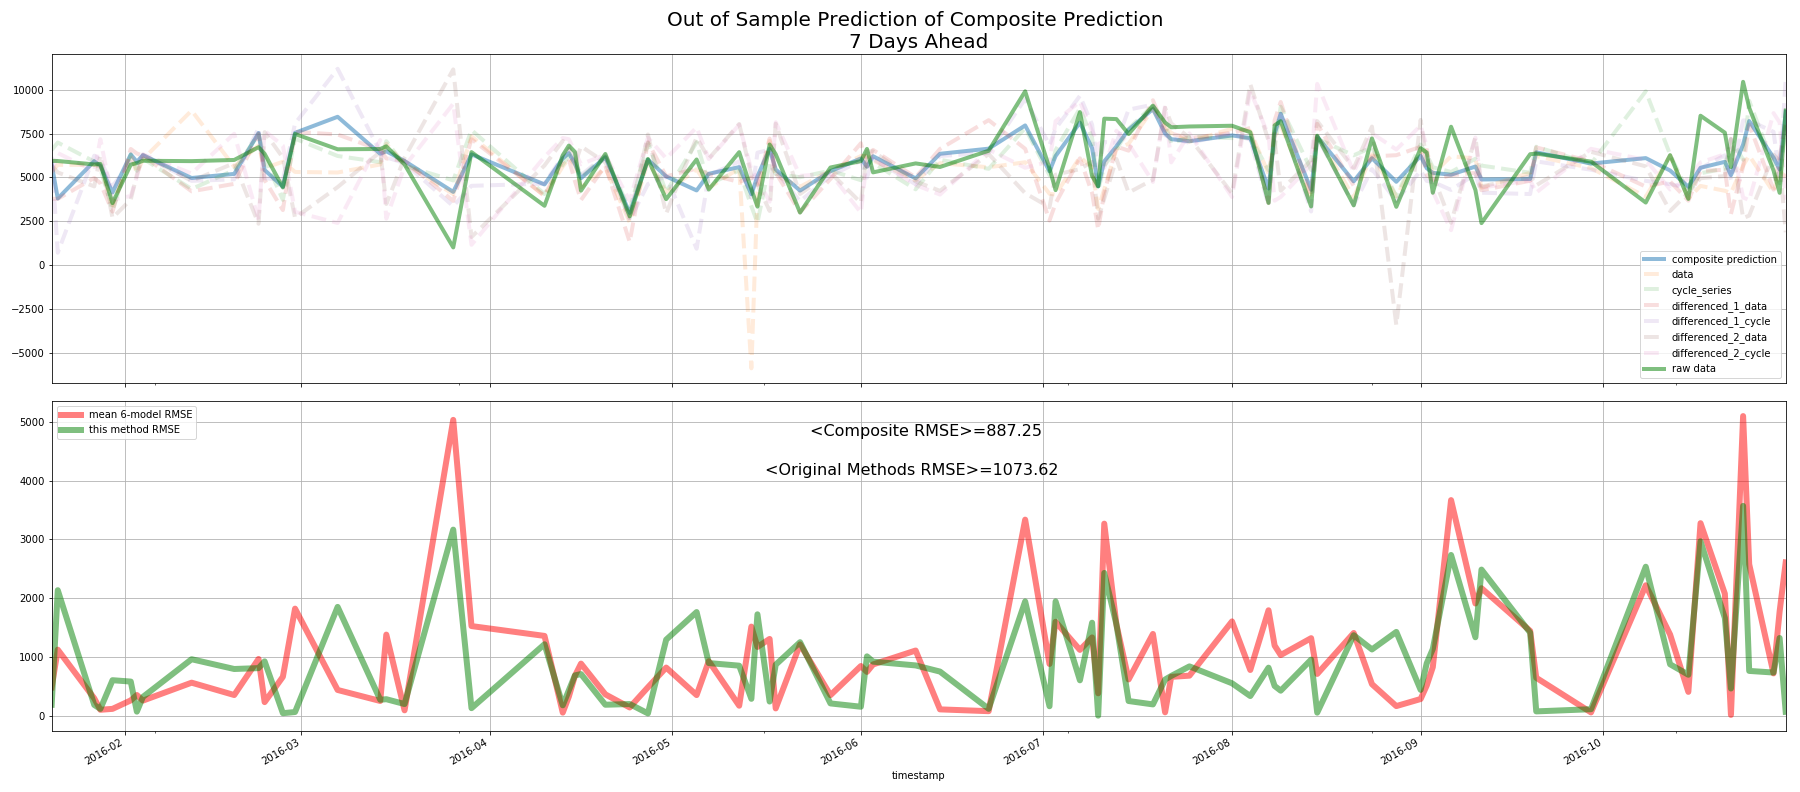 Out of Sample Prediction of Composite Prediction
7 Days Ahead
10000
7500
5000
2500
0
−2500
−5000
composite prediction
data
cycle_series
differenced_1_data
differenced_1_cycle
differenced_2_data
differenced_2_cycle
raw data
mean 6-model RMSE
this method RMSE
<Composite RMSE>=887.25
<Original Methods RMSE>=1073.62
5000
4000
3000
2000
1000
0
2016-02
2016-03
2016-04
2016-05
2016-06
2016-07
2016-08
2016-09
2016-10
timestamp